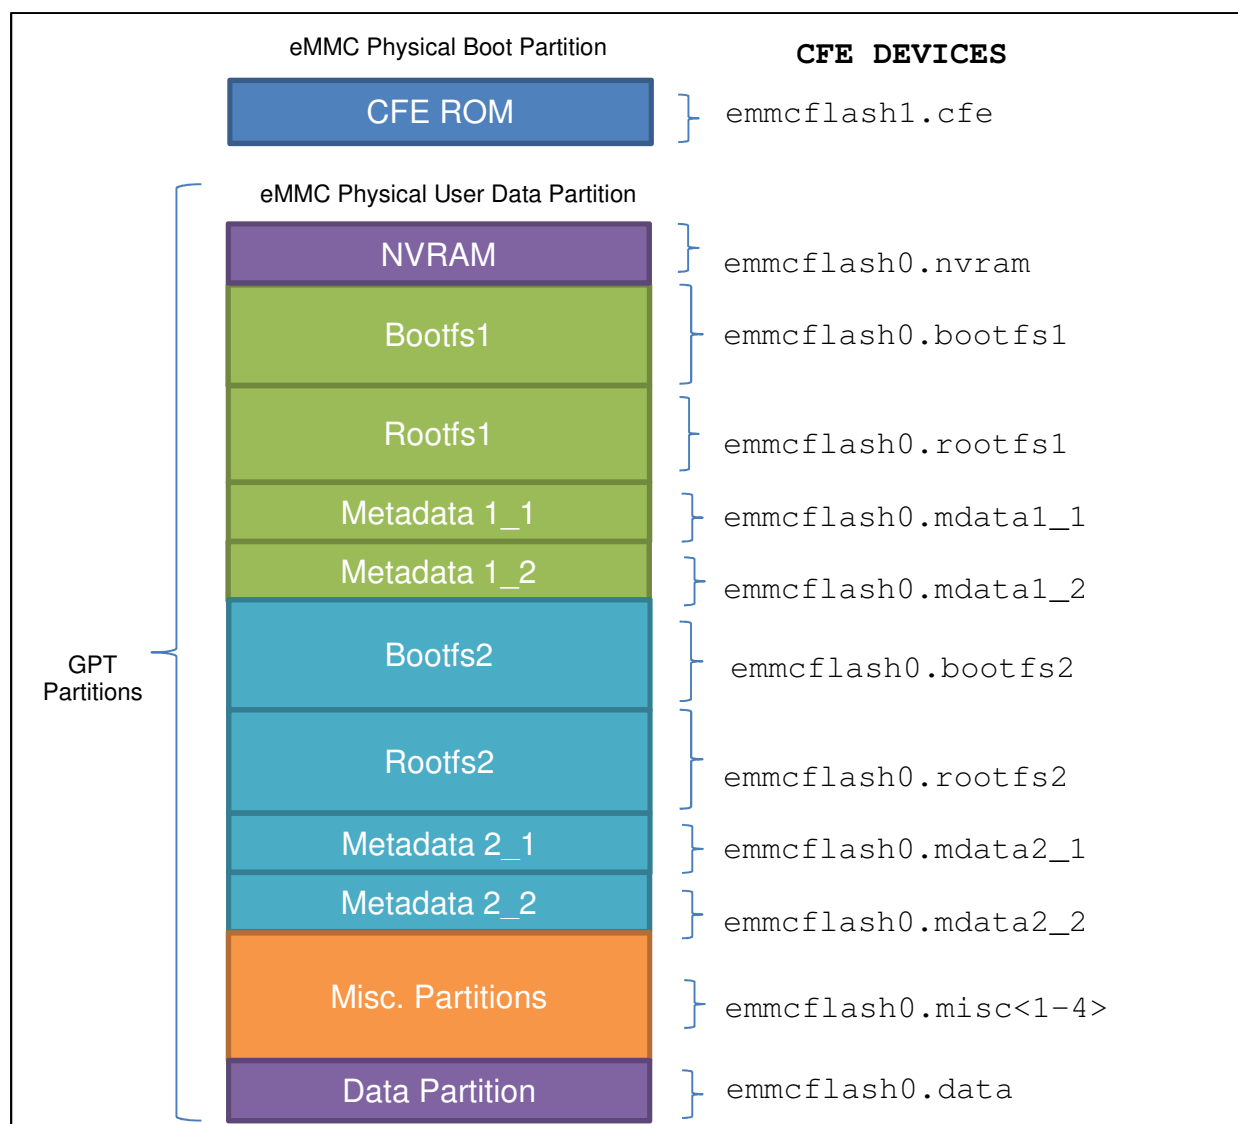 eMMC Physical Boot Partition
CFE DEVICES
CFE ROM
emmcflash1.cfe
eMMC Physical User Data Partition
NVRAM
emmcflash0.nvram
Bootfs1
emmcflash0.bootfs1
Rootfs1
emmcflash0.rootfs1
Metadata 1_1
emmcflash0.mdata1_1
Metadata 1_2
emmcflash0.mdata1_2
GPT
Partitions
Bootfs2
emmcflash0.bootfs2
Rootfs2
emmcflash0.rootfs2
Metadata 2_1
emmcflash0.mdata2_1
Metadata 2_2
emmcflash0.mdata2_2
Misc. Partitions
emmcflash0.misc<1-4>
Data Partition
emmcflash0.data